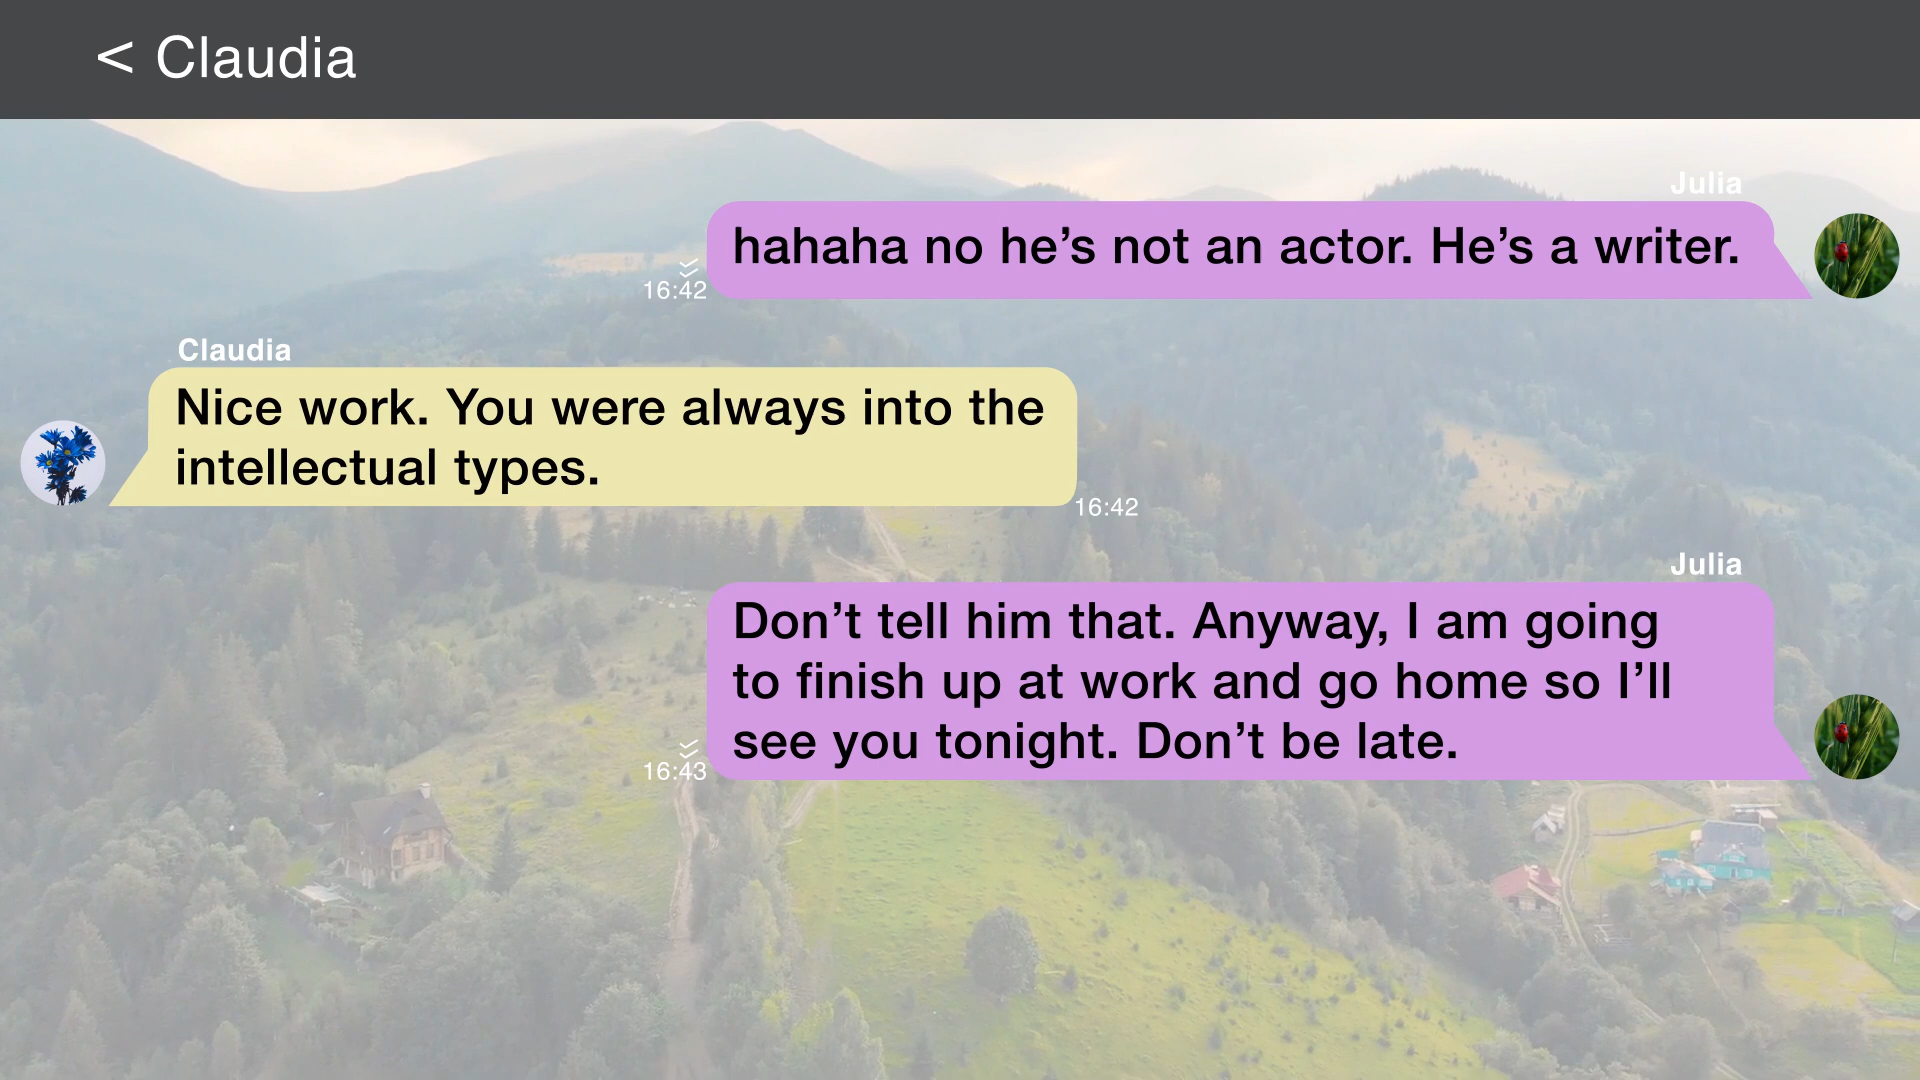 < Claudia
Julia
hahaha no he’s not an actor. He’s a writer.
16:42
Claudia
Nice work. You were always into the
intellectual types.
16:42
Julia
Don’t tell him that. Anyway, I am going
to finish up at work and go home so I’ll
see you tonight. Don’t be late.
16:43